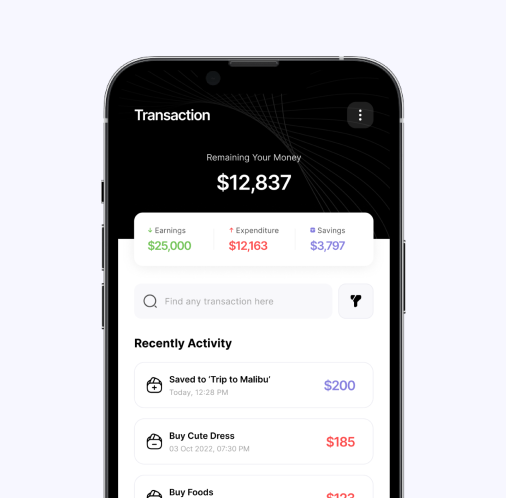 Transaction
Remaining Your Money
$12,837
Earnings
Expenditure
Savings
$25,000
$12,163
$3,797
Find any transaction here
Recently Activity
Saved to 'Trip to Malibu'
Today, 12:28 PM
$200
Buy Cute Dress
03 Oct 2022, 07:30 PM
$185
Buy Foods
$123